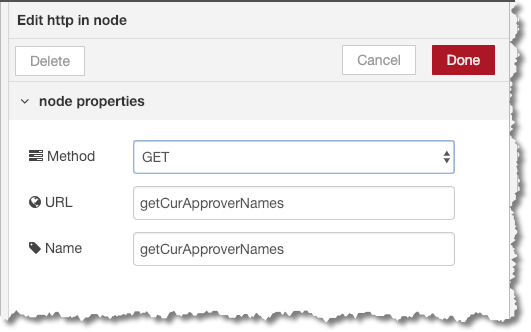 Edit http in node
Delete Cancel Done
node properties
Method GET
URL getCurApproverNames
Name getCurApproverNames